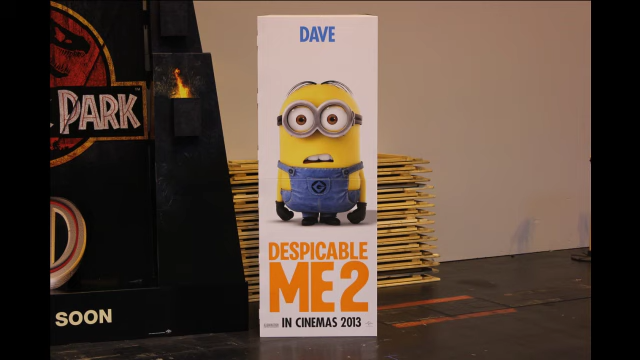 PARK
SOON
DAVE
DESPICABLE
ME 2
IN CINEMAS 2013